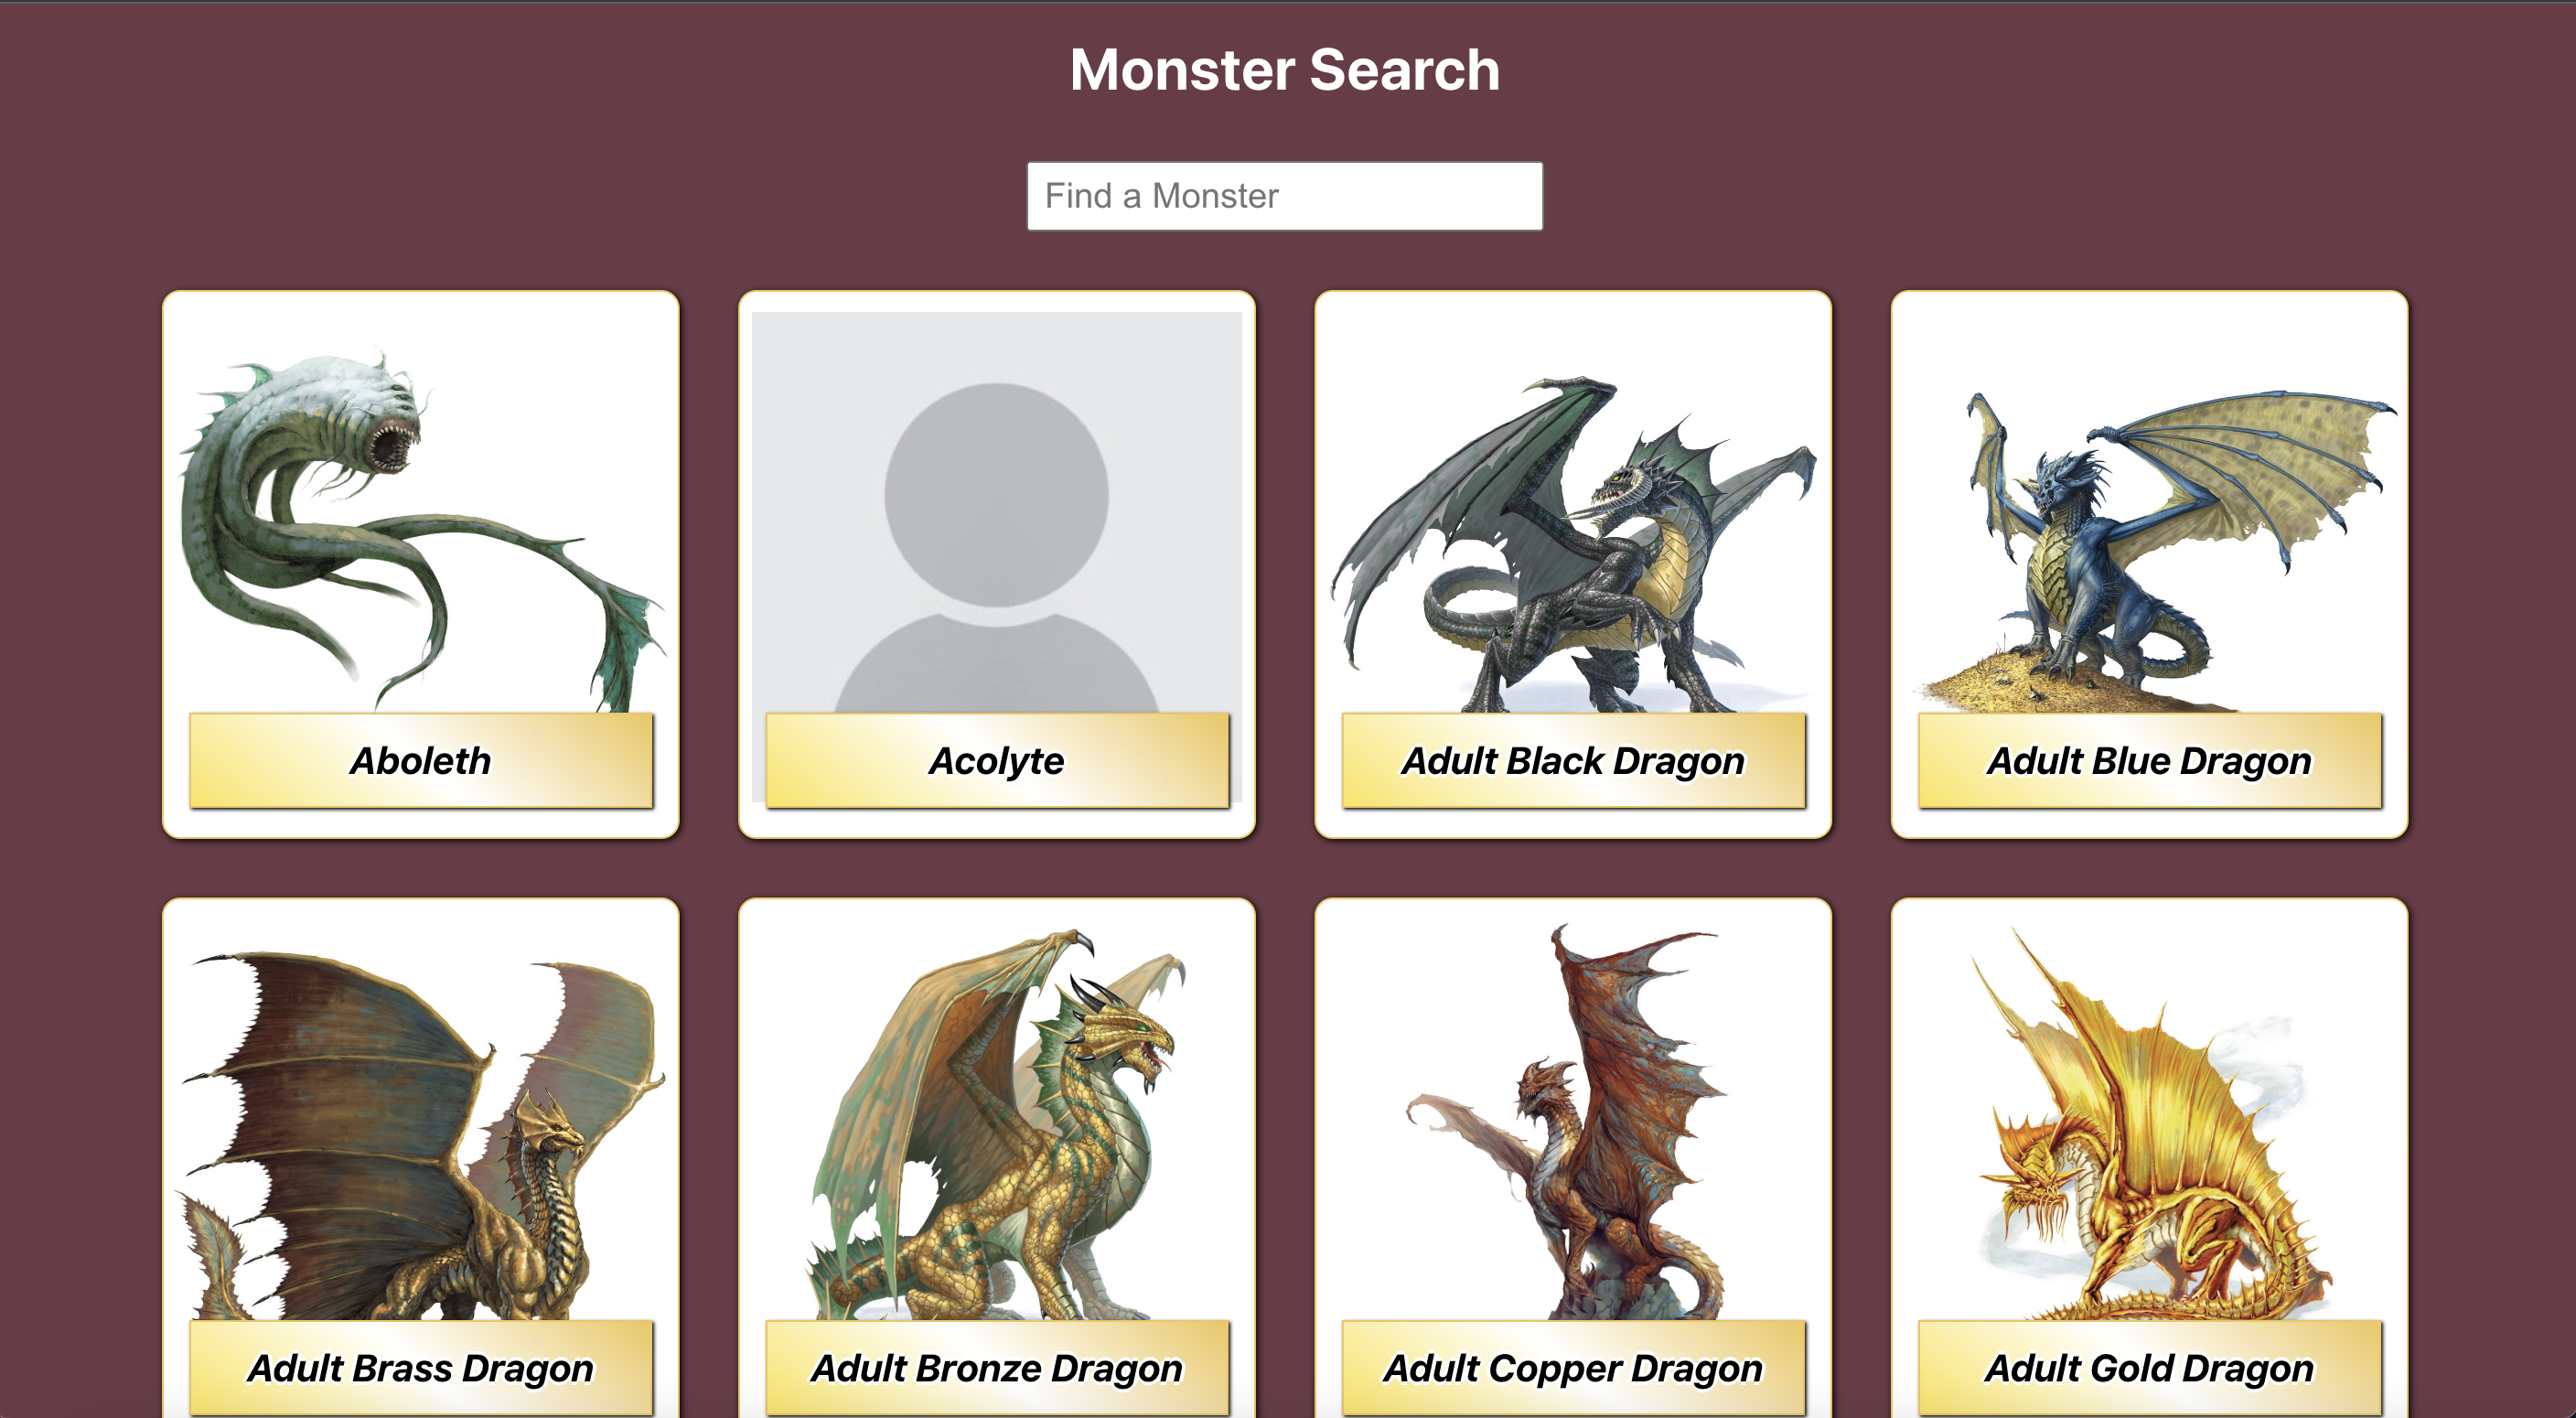 Monster Search
Find a Monster
Aboleth
Acolyte
Adult Black Dragon
Adult Blue Dragon
Adult Brass Dragon
Adult Bronze Dragon
Adult Copper Dragon
Adult Gold Dragon